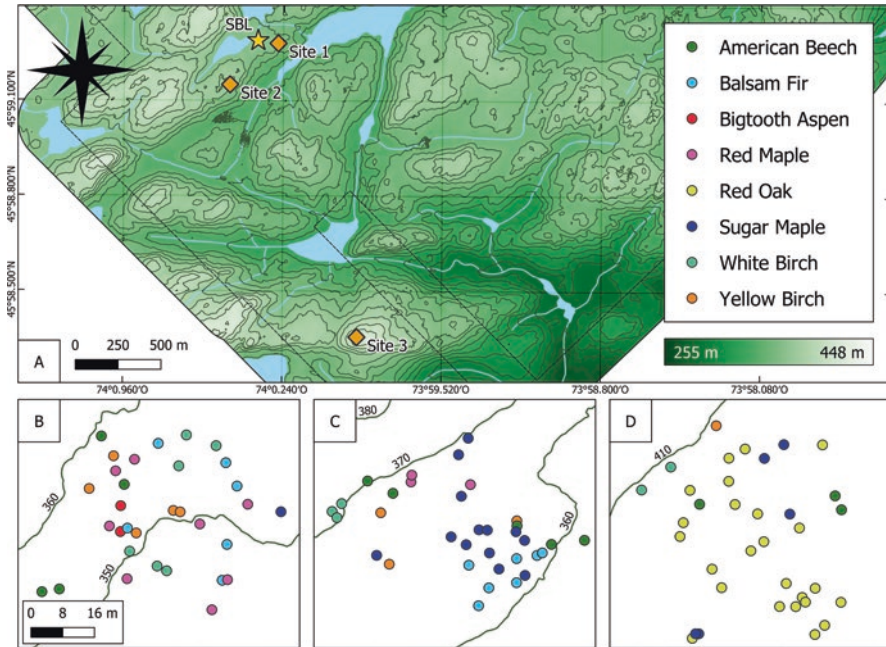 SBL
Site 1
Site 2
Site 3
45°59.100'N
45°58.800'N
45°58.500'N
A
0 250 500 m
American Beech
Balsam Fir
Bigtooth Aspen
Red Maple
Red Oak
Sugar Maple
White Birch
Yellow Birch
255 m 448 m
74°0.960'O 74°0.240'O 73°59.520'O 73°58.800'O 73°58.080'O
B
360
350
0 8 16 m
C
380
370
360
D
410